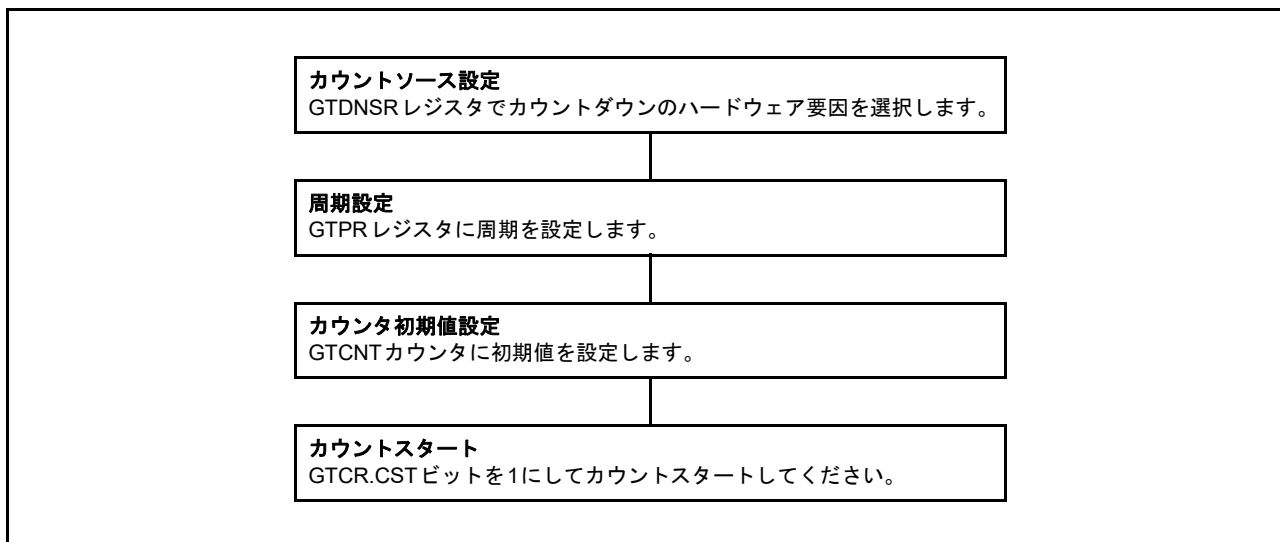 カウントソース設定
GTDNSRレジスタでカウントダウンのハードウェア要因を選択します。
周期設定
GTPRレジスタに周期を設定します。
カウンタ初期値設定
GTCNTカウンタに初期値を設定します。
カウントスタート
GTCR.CSTビットを1にしてカウントスタートしてください。